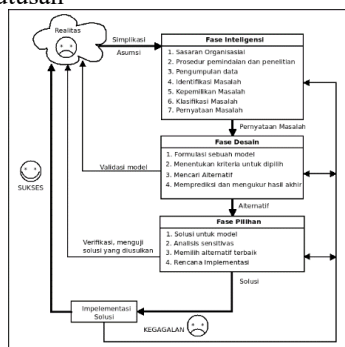 Realitas
Simplikasi
Asumsi
Fase Inteligensi
1. Sasaran Organisasial
2. Prosedur pemindaian dan penelitian
3. Pengumpulan data
4. Identifikasi Masalah
5. Kepemilikan Masalah
6. Klasifikasi Masalah
7. Pernyataan Masalah
Pernyataan Masalah
Fase Desain
1. Formulasi sebuah model
2. Menentukan kriteria untuk dipilih
3. Mencari Alternatif
4. Memprediksi dan mengukur hasil akhir
Validasi model
SUKSES
Alternatif
Fase Pilihan
1. Solusi untuk model
2. Analisis sensitivas
3. Memilih alternatif terbaik
4. Rencana Implementasi
Verifikasi, menguji
solusi yang diusulkan
Solusi
Impelementasi
Solusi
KEGAGALAN